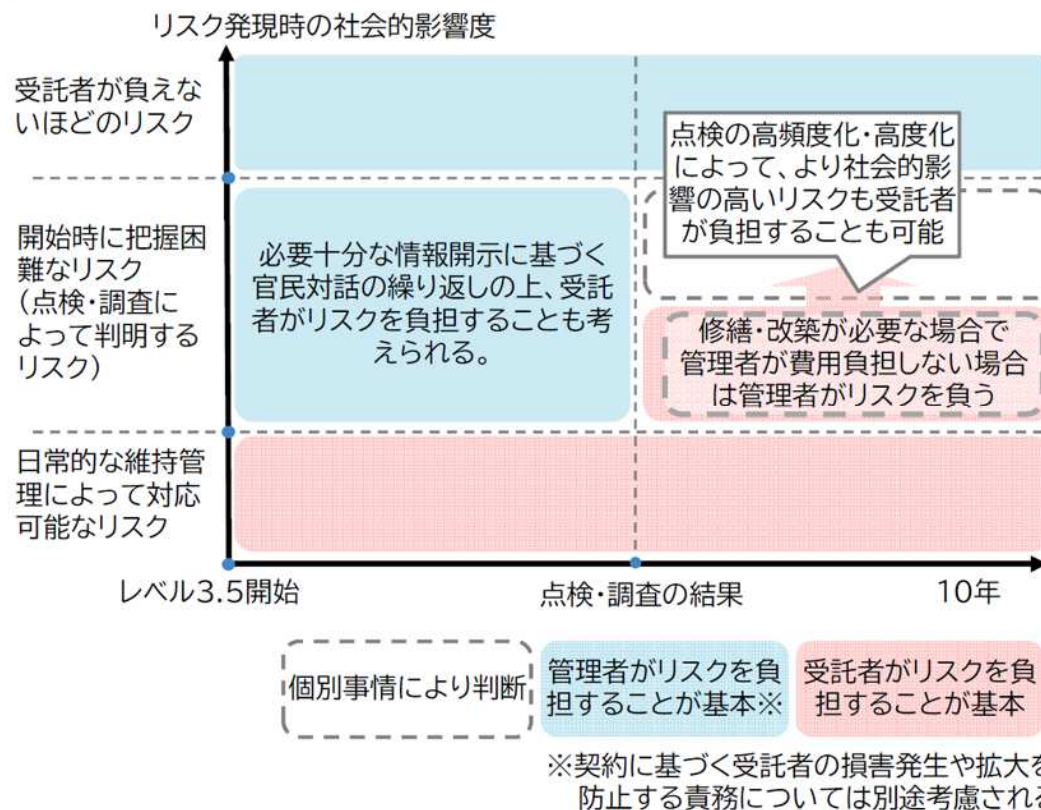 リスク発現時の社会的影響度
受託者が負えな
いほどのリスク
点検の高頻度化・高度化
によって、より社会的影
響の高いリスクも受託者
が負担することも可能
開始時に把握困
難なリスク
(点検・調査に
よって判明する
リスク)
必要十分な情報開示に基づく
官民対話の繰り返しの上、受託
者がリスクを負担することも考
えられる。
修繕・改築が必要な場合で
管理者が費用負担しない場合
は管理者がリスクを負う
日常的な維持管
理によって対応
可能なリスク
レベル3.5開始
点検・調査の結果
10年
個別事情により判断
管理者がリスクを負
担することが基本※
受託者がリスクを負
担することが基本
※契約に基づく受託者の損害発生や拡大を
防止する責務については別途考慮される